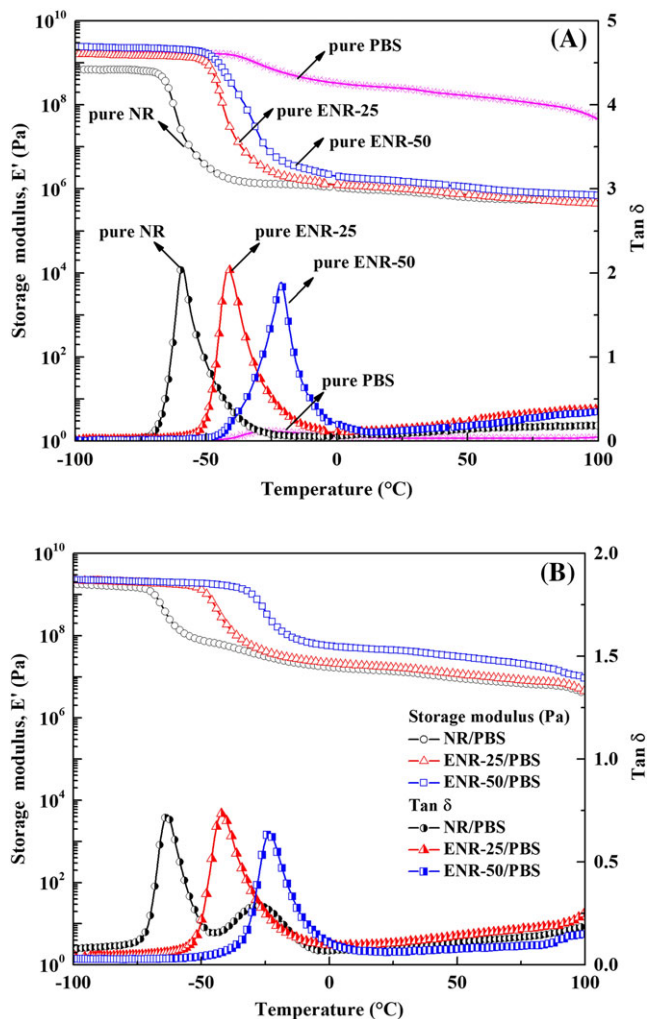 (A)
10^10
10^8
10^6
10^4
10^2
10^0
Storage modulus, E' (Pa)
5
4
3
2
1
0
Tan δ
pure PBS
pure NR
pure ENR-25
pure ENR-50
pure NR
pure ENR-25
pure ENR-50
pure PBS
-100
-50
0
50
100
Temperature (°C)
(B)
10^10
10^8
10^6
10^4
10^2
10^0
Storage modulus, E' (Pa)
2.0
1.5
1.0
0.5
0.0
Tan δ
Storage modulus (Pa)
NR/PBS
ENR-25/PBS
ENR-50/PBS
Tan δ
NR/PBS
ENR-25/PBS
ENR-50/PBS
-100
-50
0
50
100
Temperature (°C)